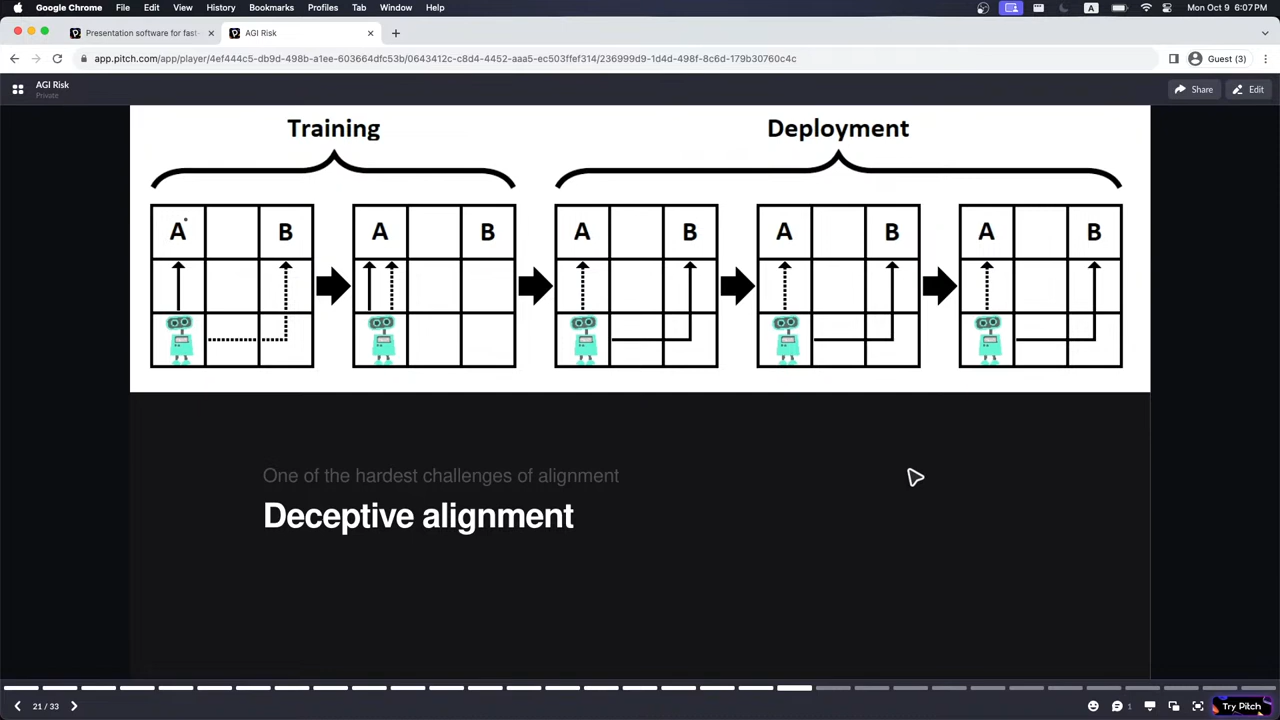 Google Chrome File Edit View History Bookmarks Profiles Tab Window Help A Mon Oct 9 6:07 PM
Presentation software for fast- AGI Risk
app.pitch.com/app/player/4ef444c5-db9d-498b-a1ee-603664dfc53b/0643412c-c8d4-4452-aaa5-ec503ffef314/236999d9-1d4d-498f-8c6d-179b30760c4c Guest (3)
AGI Risk
Private
Share Edit
Training Deployment
A B A B A B A B A B
One of the hardest challenges of alignment
Deceptive alignment
21 / 33 1 Try Pitch